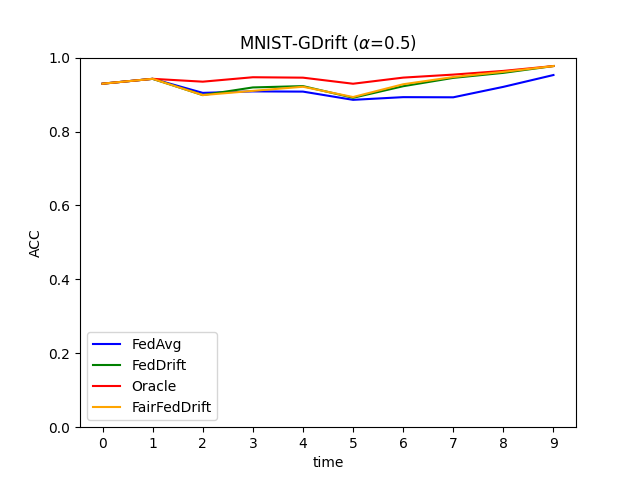 MNIST-GDrift (α=0.5)
1.0
0.8
0.6
0.4
0.2
0.0
ACC
FedAvg
FedDrift
Oracle
FairFedDrift
0 1 2 3 4 5 6 7 8 9
time